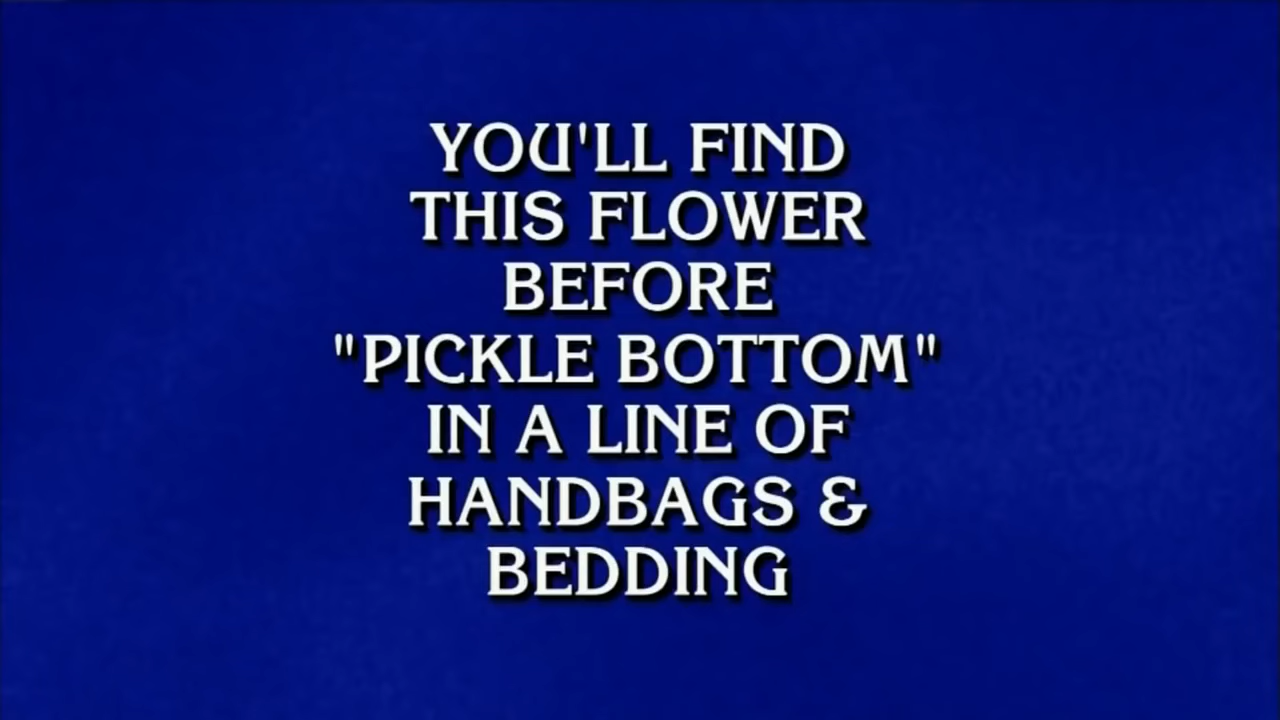 YOU'LL FIND
THIS FLOWER
BEFORE
"PICKLE BOTTOM"
IN A LINE OF
HANDBAGS &
BEDDING